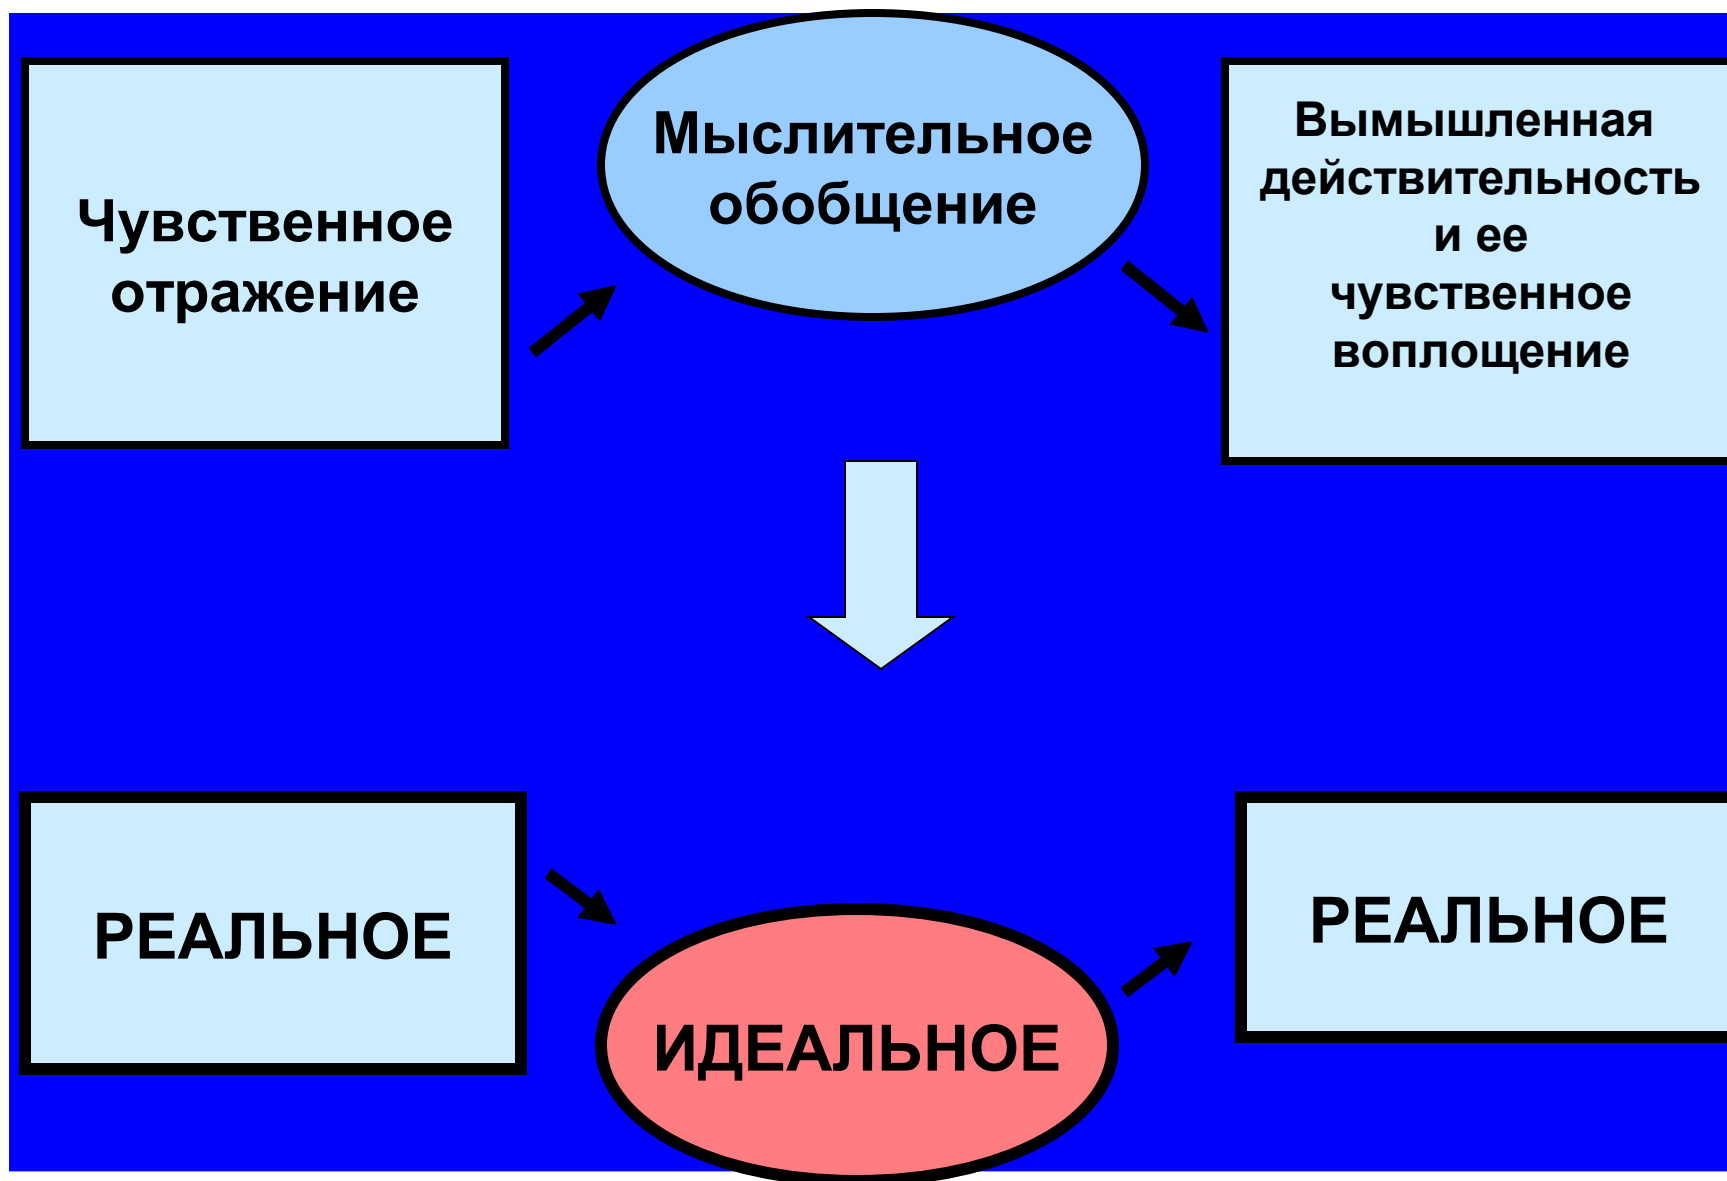 Чувственное
отражение
Мыслительное
обобщение
Вымышленная
действительность
и ее
чувственное
воплощение
РЕАЛЬНОЕ
ИДЕАЛЬНОЕ
РЕАЛЬНОЕ